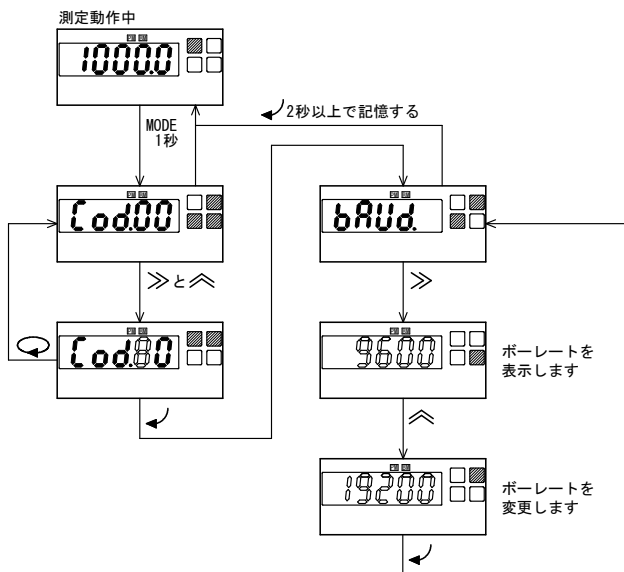 測定動作中
1000.0
2秒以上で記憶する
MODE
1秒
Cod.00
bAUd.
≫と︽
≫
Cod.80
9600
ボーレートを
表示します
︽
19200
ボーレートを
変更します